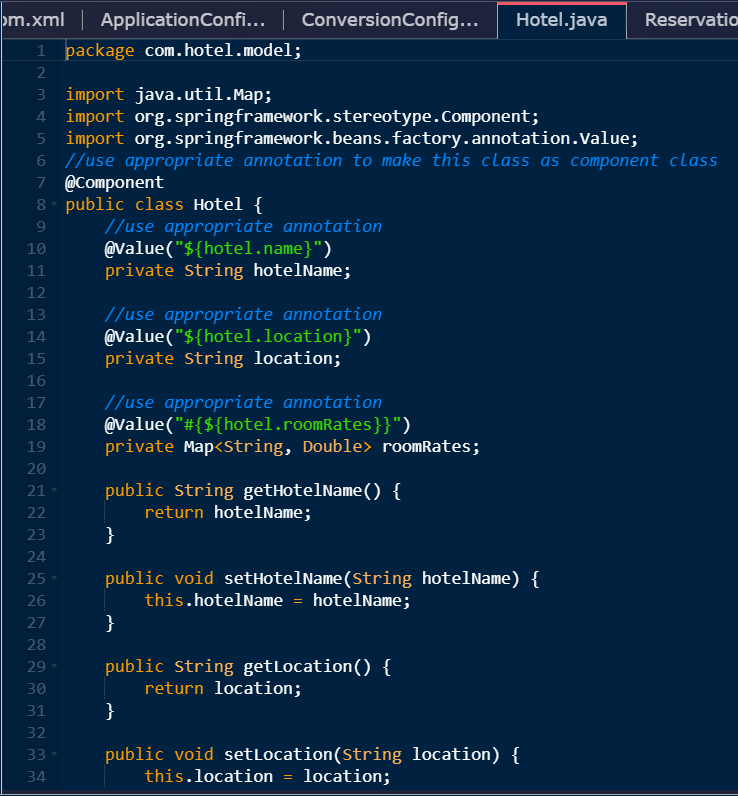 om.xml
ApplicationConfi...
ConversionConfig...
Hotel.java
Reservatio
1 package com.hotel.model;
2
3 import java.util.Map;
4 import org.springframework.stereotype.Component;
5 import org.springframework.beans.factory.annotation.Value;
6 //use appropriate annotation to make this class as component class
7 @Component
8 public class Hotel {
9     //use appropriate annotation
10     @Value("${hotel.name}")
11     private String hotelName;
12
13     //use appropriate annotation
14     @Value("${hotel.location}")
15     private String location;
16
17     //use appropriate annotation
18     @Value("#{${hotel.roomRates}}")
19     private Map<String, Double> roomRates;
20
21     public String getHotelName() {
22         return hotelName;
23     }
24
25     public void setHotelName(String hotelName) {
26         this.hotelName = hotelName;
27     }
28
29     public String getLocation() {
30         return location;
31     }
32
33     public void setLocation(String location) {
34         this.location = location;